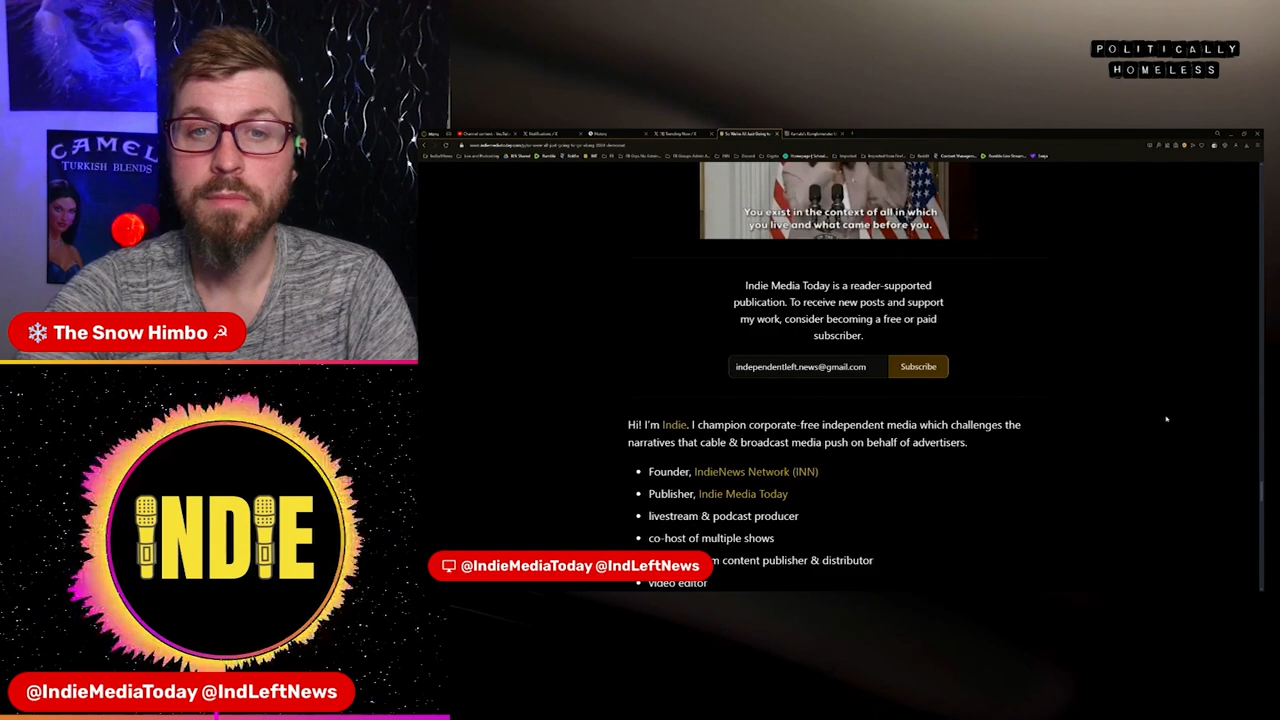 POLITICALLY
HOMELESS
CAMEL
TURKISH BLENDS
❄ The Snow Himbo ☭
INDIE
@IndieMediaToday @IndLeftNews
You exist in the context of all in which
you live and what came before you.
Indie Media Today is a reader-supported
publication. To receive new posts and support
my work, consider becoming a free or paid
subscriber.
independentleft.news@gmail.com
Subscribe
Hi! I'm Indie. I champion corporate-free independent media which challenges the
narratives that cable & broadcast media push on behalf of advertisers.
• Founder, IndieNews Network (INN)
• Publisher, Indie Media Today
• livestream & podcast producer
• co-host of multiple shows
content publisher & distributor
video editor
@IndieMediaToday @IndLeftNews